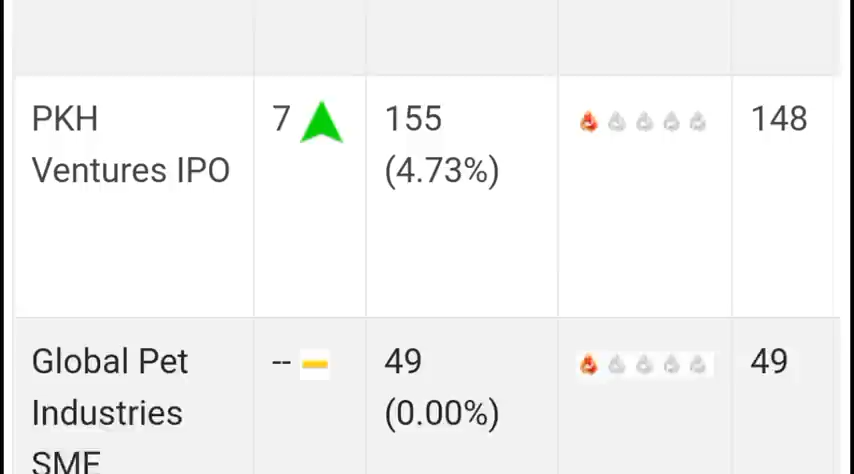 PKH
Ventures IPO
7
155
(4.73%)
148
Global Pet
Industries
SME
--
49
(0.00%)
49